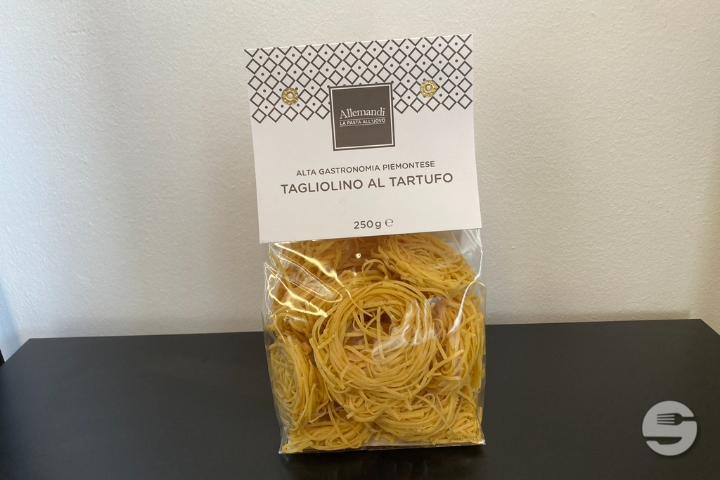 Allemandi
LA PASTA ALL'UOVO
ALTA GASTRONOMIA PIEMONTESE
TAGLIOLINO AL TARTUFO
250g ℮